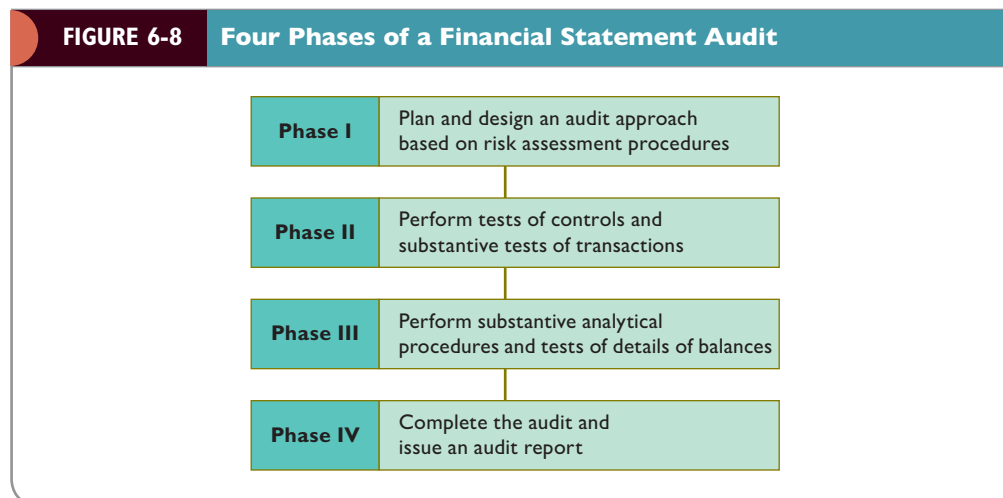 FIGURE 6-8 Four Phases of a Financial Statement Audit
Phase I
Plan and design an audit approach
based on risk assessment procedures
Phase II
Perform tests of controls and
substantive tests of transactions
Phase III
Perform substantive analytical
procedures and tests of details of balances
Phase IV
Complete the audit and
issue an audit report